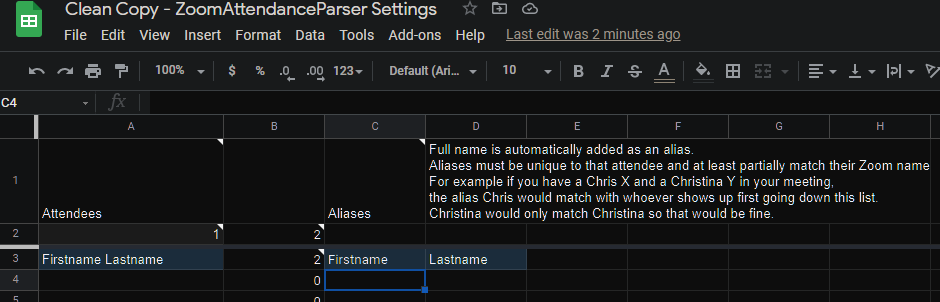 Clean Copy - ZoomAttendanceParser Settings
File Edit View Insert Format Data Tools Add-ons Help Last edit was 2 minutes ago
100% $ % .0 .00 123 Default (Ari... 10 B I S A
C4 fx
A B C D E F G H
Full name is automatically added as an alias.
Aliases must be unique to that attendee and at least partially match their Zoom name
For example if you have a Chris X and a Christina Y in your meeting,
the alias Chris would match with whoever shows up first going down this list.
1 Attendees Aliases Christina would only match Christina so that would be fine.
2 1 2
3 Firstname Lastname 2 Firstname Lastname
4 0
5 0